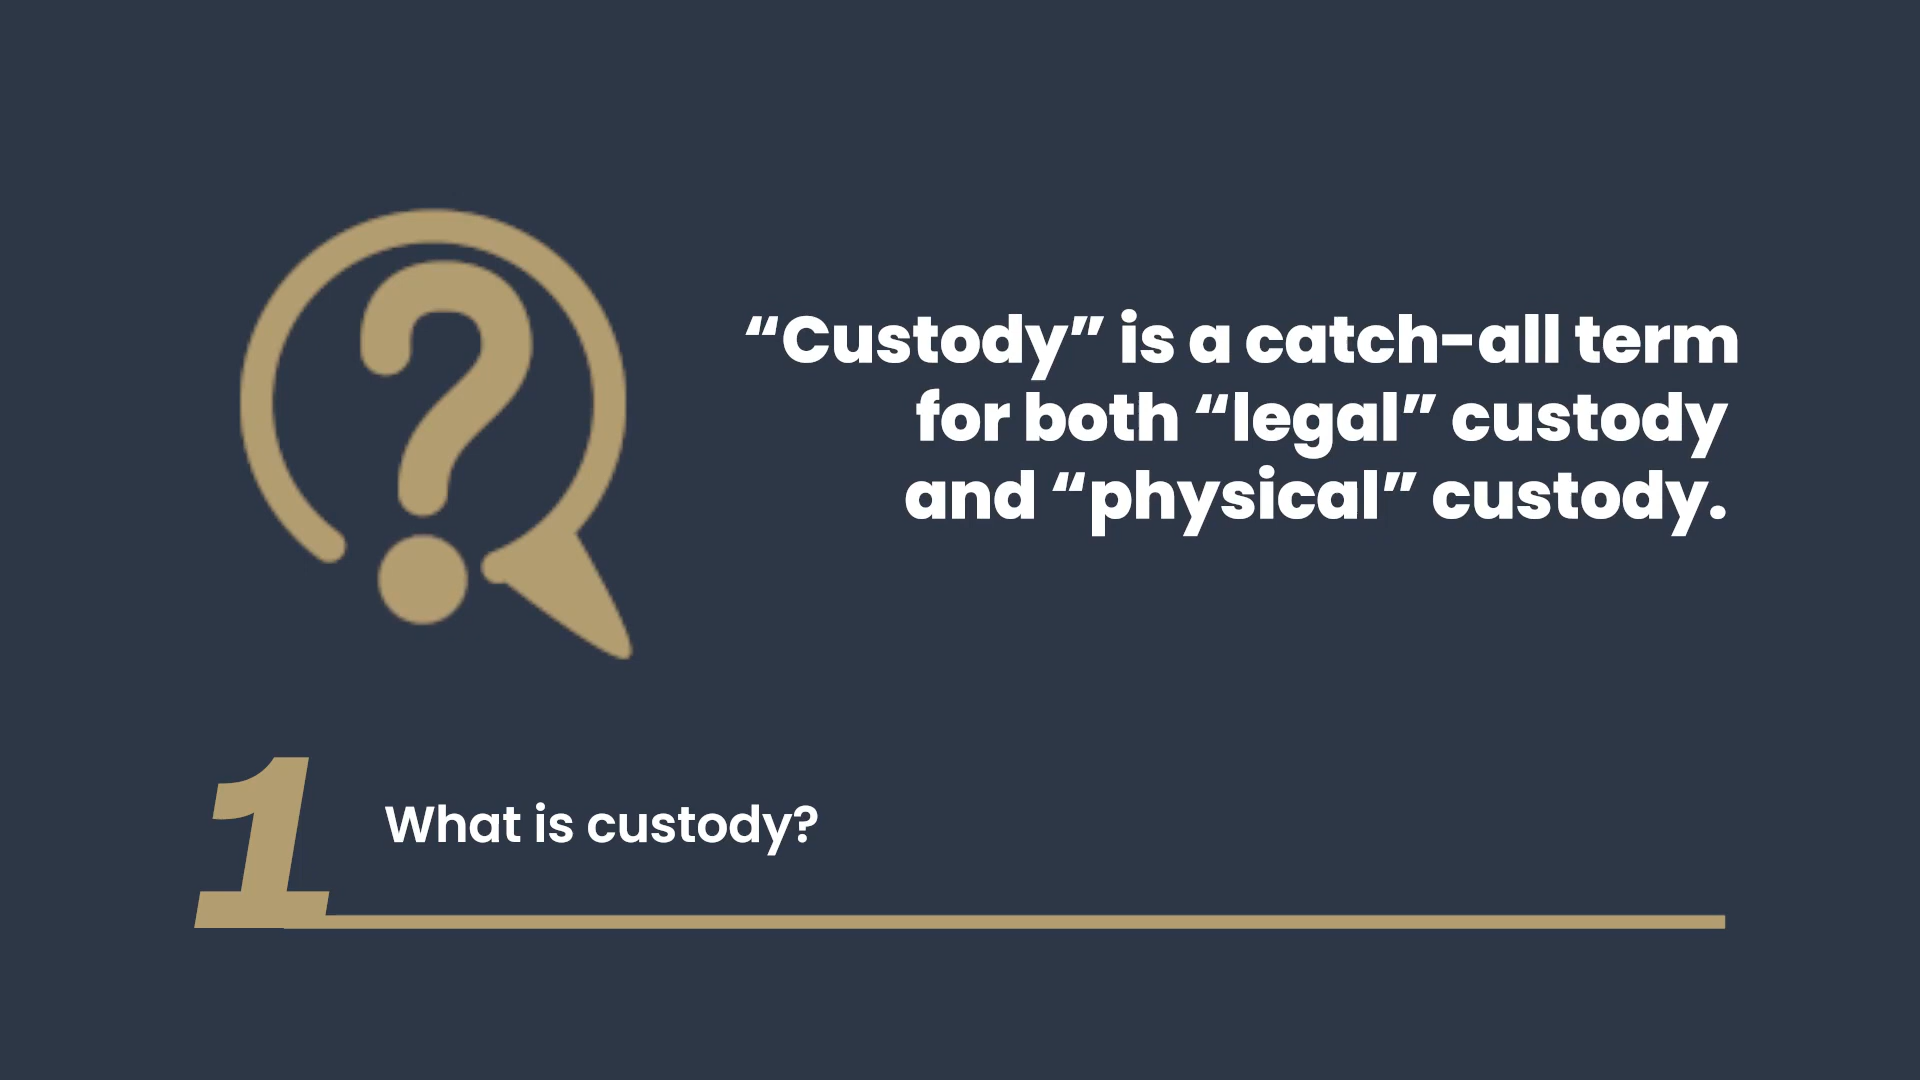 “Custody” is a catch-all term
for both “legal” custody
and “physical” custody.
1
What is custody?